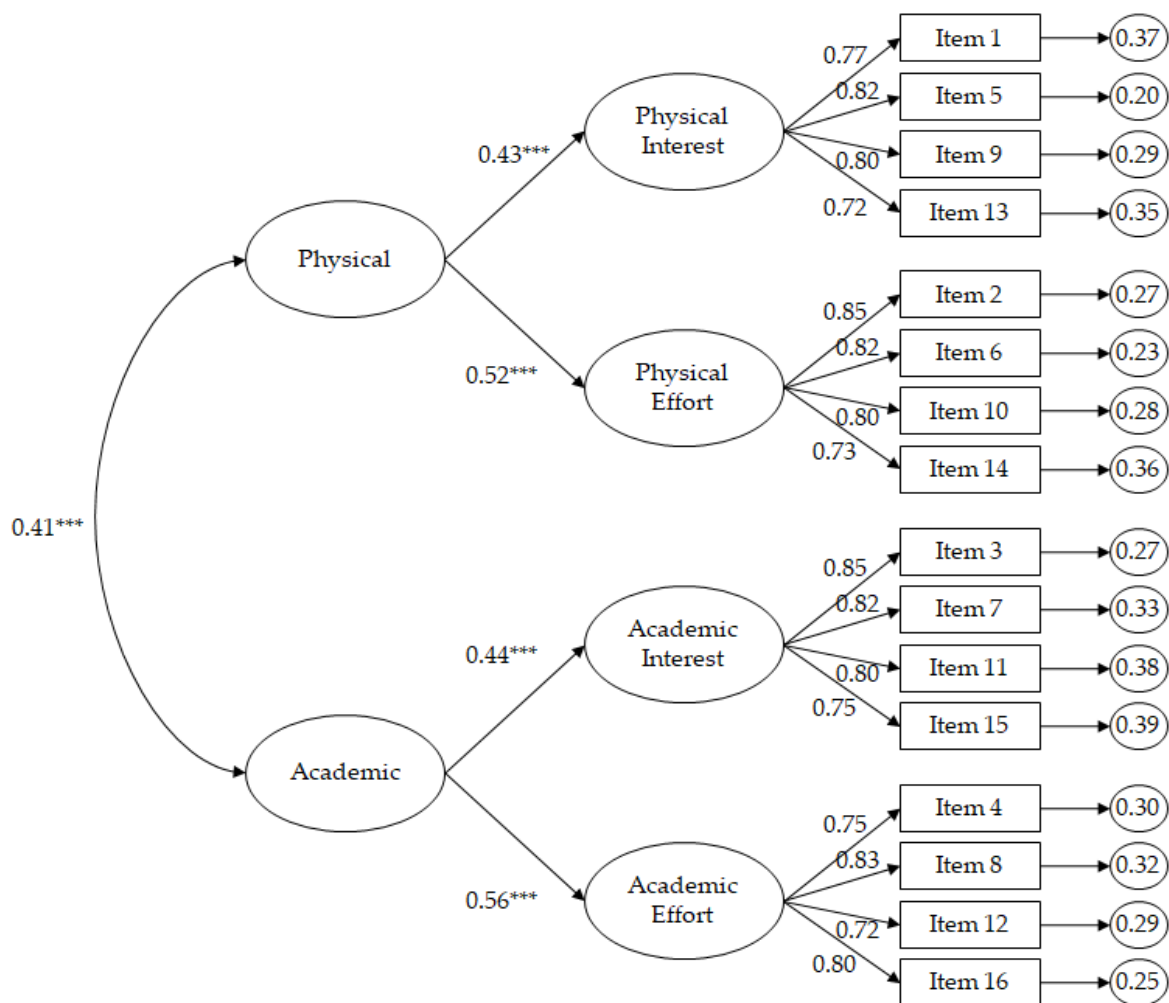 0.77
Item 1
0.37
0.82
Item 5
0.20
Physical
Interest
0.80
Item 9
0.29
0.72
Item 13
0.35
0.43***
Physical
0.52***
0.85
Item 2
0.27
0.82
Item 6
0.23
Physical
Effort
0.80
Item 10
0.28
0.73
Item 14
0.36
0.41***
0.85
Item 3
0.27
0.82
Item 7
0.33
Academic
Interest
0.80
Item 11
0.38
0.75
Item 15
0.39
0.44***
Academic
0.56***
0.75
Item 4
0.30
0.83
Item 8
0.32
Academic
Effort
0.72
Item 12
0.29
0.80
Item 16
0.25